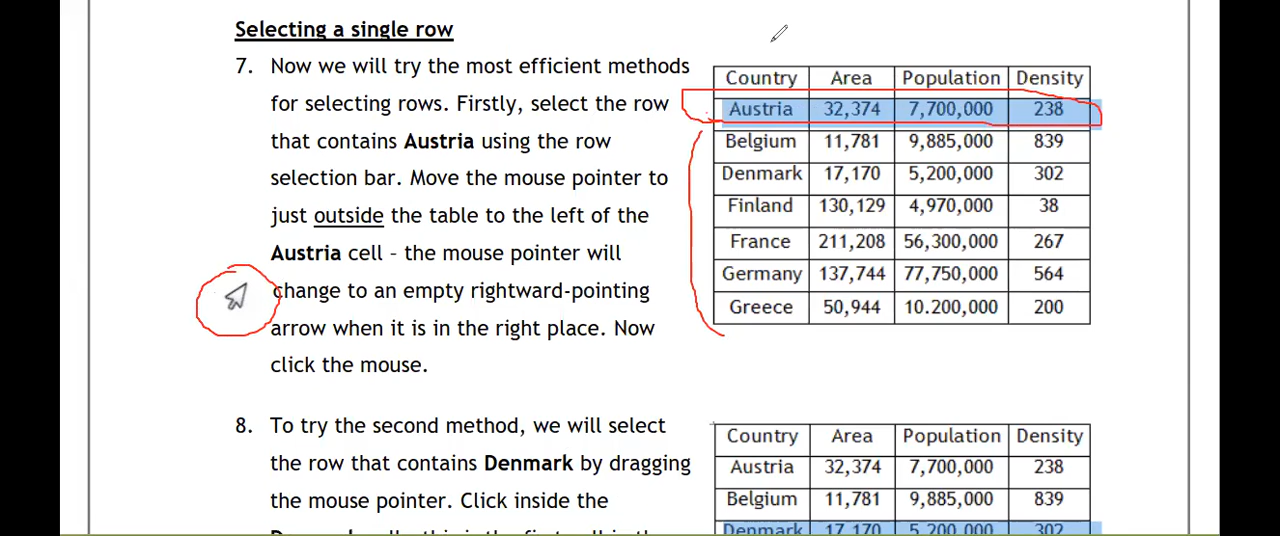 Selecting a single row
7. Now we will try the most efficient methods
for selecting rows. Firstly, select the row
that contains Austria using the row
selection bar. Move the mouse pointer to
just outside the table to the left of the
Austria cell - the mouse pointer will
change to an empty rightward-pointing
arrow when it is in the right place. Now
click the mouse.
Country Area Population Density
Austria 32,374 7,700,000 238
Belgium 11,781 9,885,000 839
Denmark 17,170 5,200,000 302
Finland 130,129 4,970,000 38
France 211,208 56,300,000 267
Germany 137,744 77,750,000 564
Greece 50,944 10.200,000 200
8. To try the second method, we will select
the row that contains Denmark by dragging
the mouse pointer. Click inside the
Country Area Population Density
Austria 32,374 7,700,000 238
Belgium 11,781 9,885,000 839
Denmark 17,170 5,200,000 302